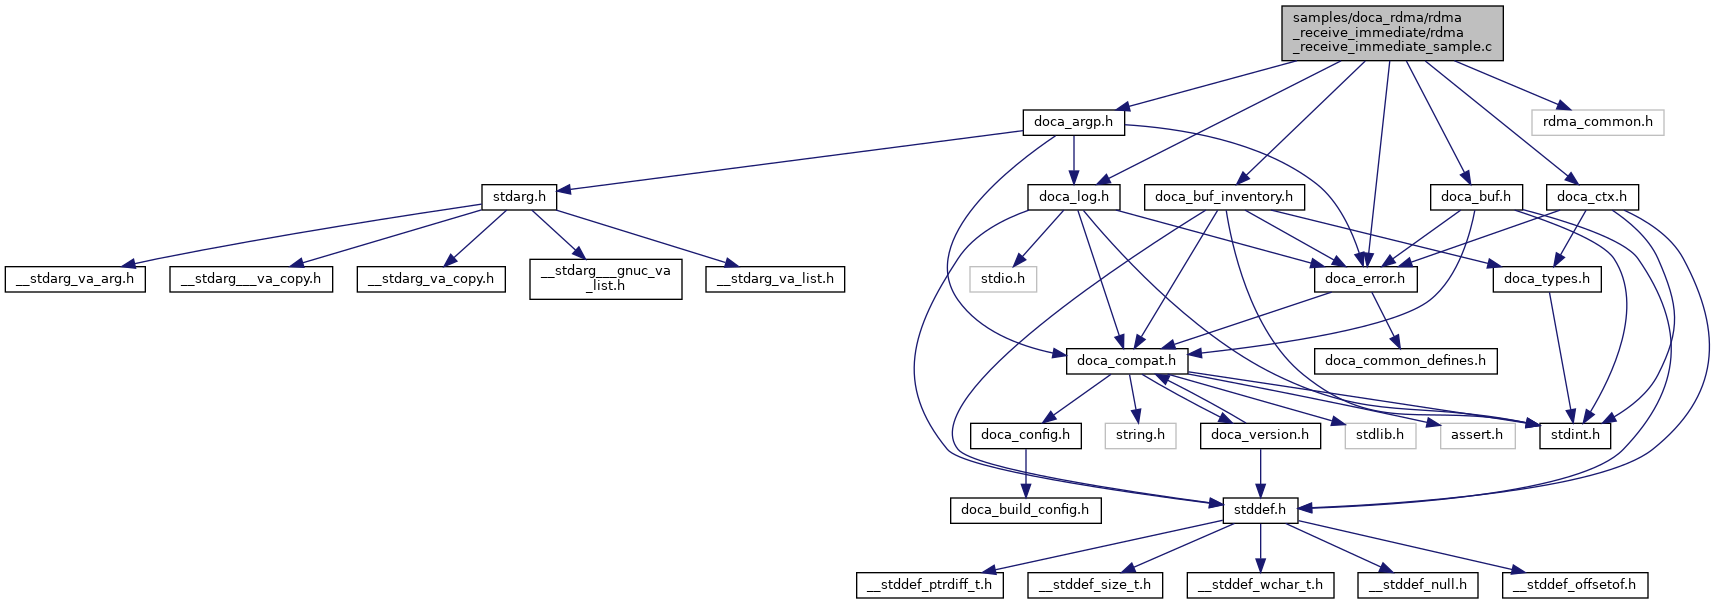 samples/doca_rdma/rdma
_receive_immediate/rdma
_receive_immediate_sample.c
doca_argp.h
rdma_common.h
stdarg.h
doca_log.h
doca_buf_inventory.h
doca_buf.h
doca_ctx.h
__stdarg_va_arg.h
__stdarg___va_copy.h
__stdarg_va_copy.h
__stdarg___gnuc_va
_list.h
__stdarg_va_list.h
stdio.h
doca_error.h
doca_types.h
doca_compat.h
doca_common_defines.h
doca_config.h
string.h
doca_version.h
stdlib.h
assert.h
stdint.h
doca_build_config.h
stddef.h
__stddef_ptrdiff_t.h
__stddef_size_t.h
__stddef_wchar_t.h
__stddef_null.h
__stddef_offsetof.h